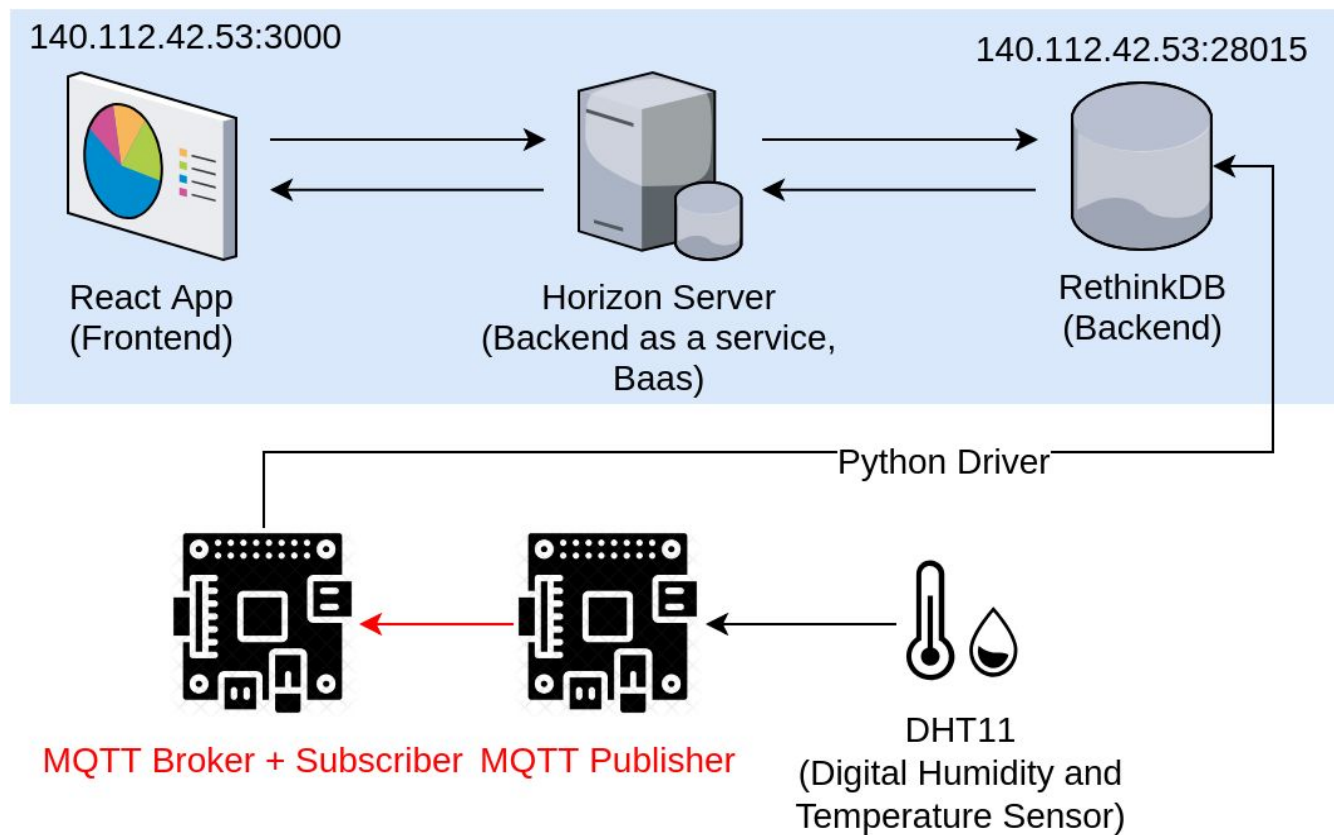 140.112.42.53:3000
140.112.42.53:28015
React App
(Frontend)
Horizon Server
(Backend as a service,
Baas)
RethinkDB
(Backend)
Python Driver
MQTT Broker + Subscriber
MQTT Publisher
DHT11
(Digital Humidity and
Temperature Sensor)